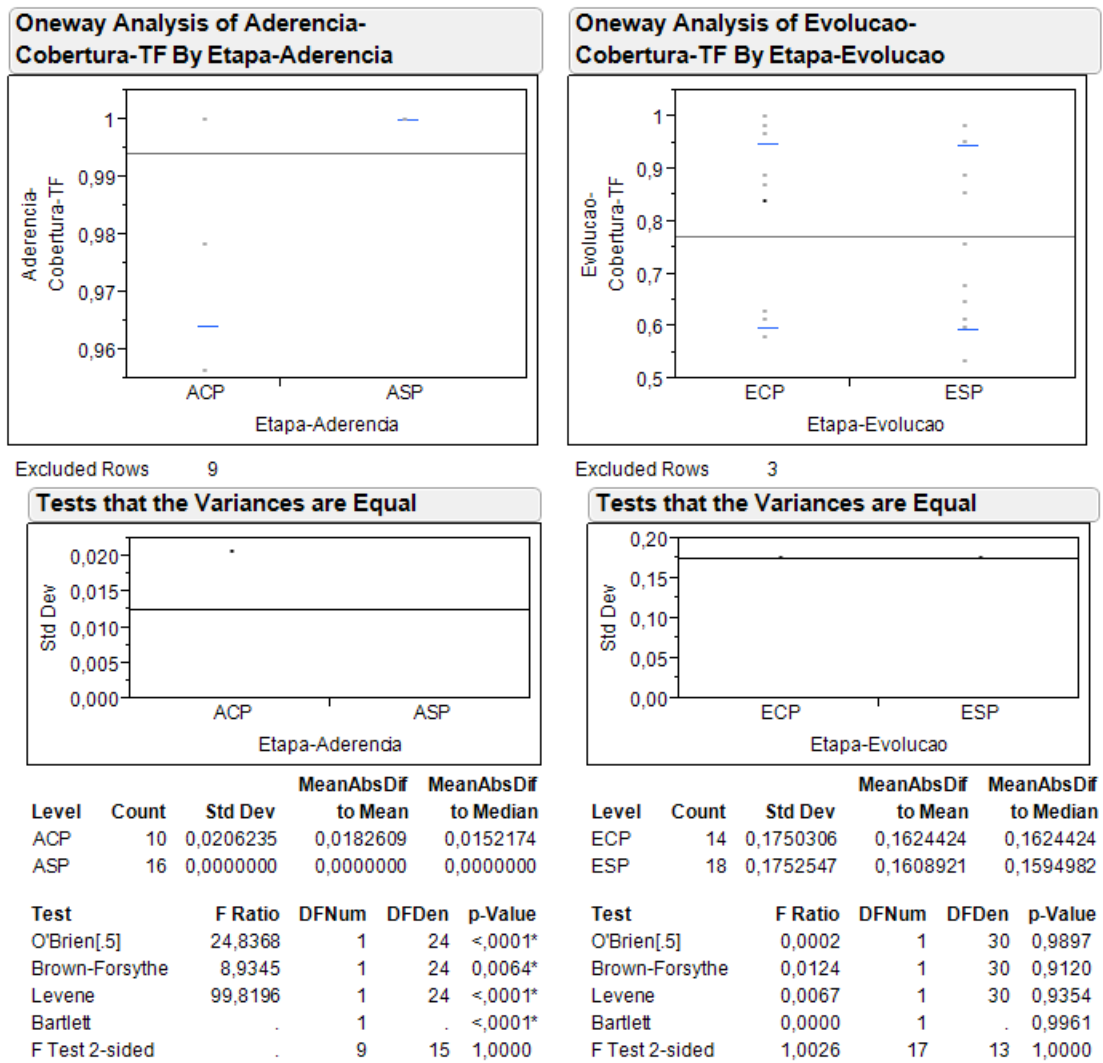 Oneway Analysis of Aderencia-
Cobertura-TF By Etapa-Aderencia
1
0,99
0,98
0,97
0,96
Aderencia-
Cobertura-TF
ACP ASP
Etapa-Aderencia
Excluded Rows 9
Tests that the Variances are Equal
0,020
0,015
0,010
0,005
0,000
Std Dev
ACP ASP
Etapa-Aderencia
MeanAbsDif MeanAbsDif
Level Count Std Dev to Mean to Median
ACP 10 0,0206235 0,0182609 0,0152174
ASP 16 0,0000000 0,0000000 0,0000000
Test F Ratio DFNum DFDen p-Value
O'Brien[.5] 24,8368 1 24 <,0001*
Brown-Forsythe 8,9345 1 24 0,0064*
Levene 99,8196 1 24 <,0001*
Bartlett . 1 . <,0001*
F Test 2-sided . 9 15 1,0000
Oneway Analysis of Evolucao-
Cobertura-TF By Etapa-Evolucao
1
0,9
0,8
0,7
0,6
0,5
Evolucao-
Cobertura-TF
ECP ESP
Etapa-Evolucao
Excluded Rows 3
Tests that the Variances are Equal
0,20
0,15
0,10
0,05
0,00
Std Dev
ECP ESP
Etapa-Evolucao
MeanAbsDif MeanAbsDif
Level Count Std Dev to Mean to Median
ECP 14 0,1750306 0,1624424 0,1624424
ESP 18 0,1752547 0,1608921 0,1594982
Test F Ratio DFNum DFDen p-Value
O'Brien[.5] 0,0002 1 30 0,9897
Brown-Forsythe 0,0124 1 30 0,9120
Levene 0,0067 1 30 0,9354
Bartlett 0,0000 1 . 0,9961
F Test 2-sided 1,0026 17 13 1,0000